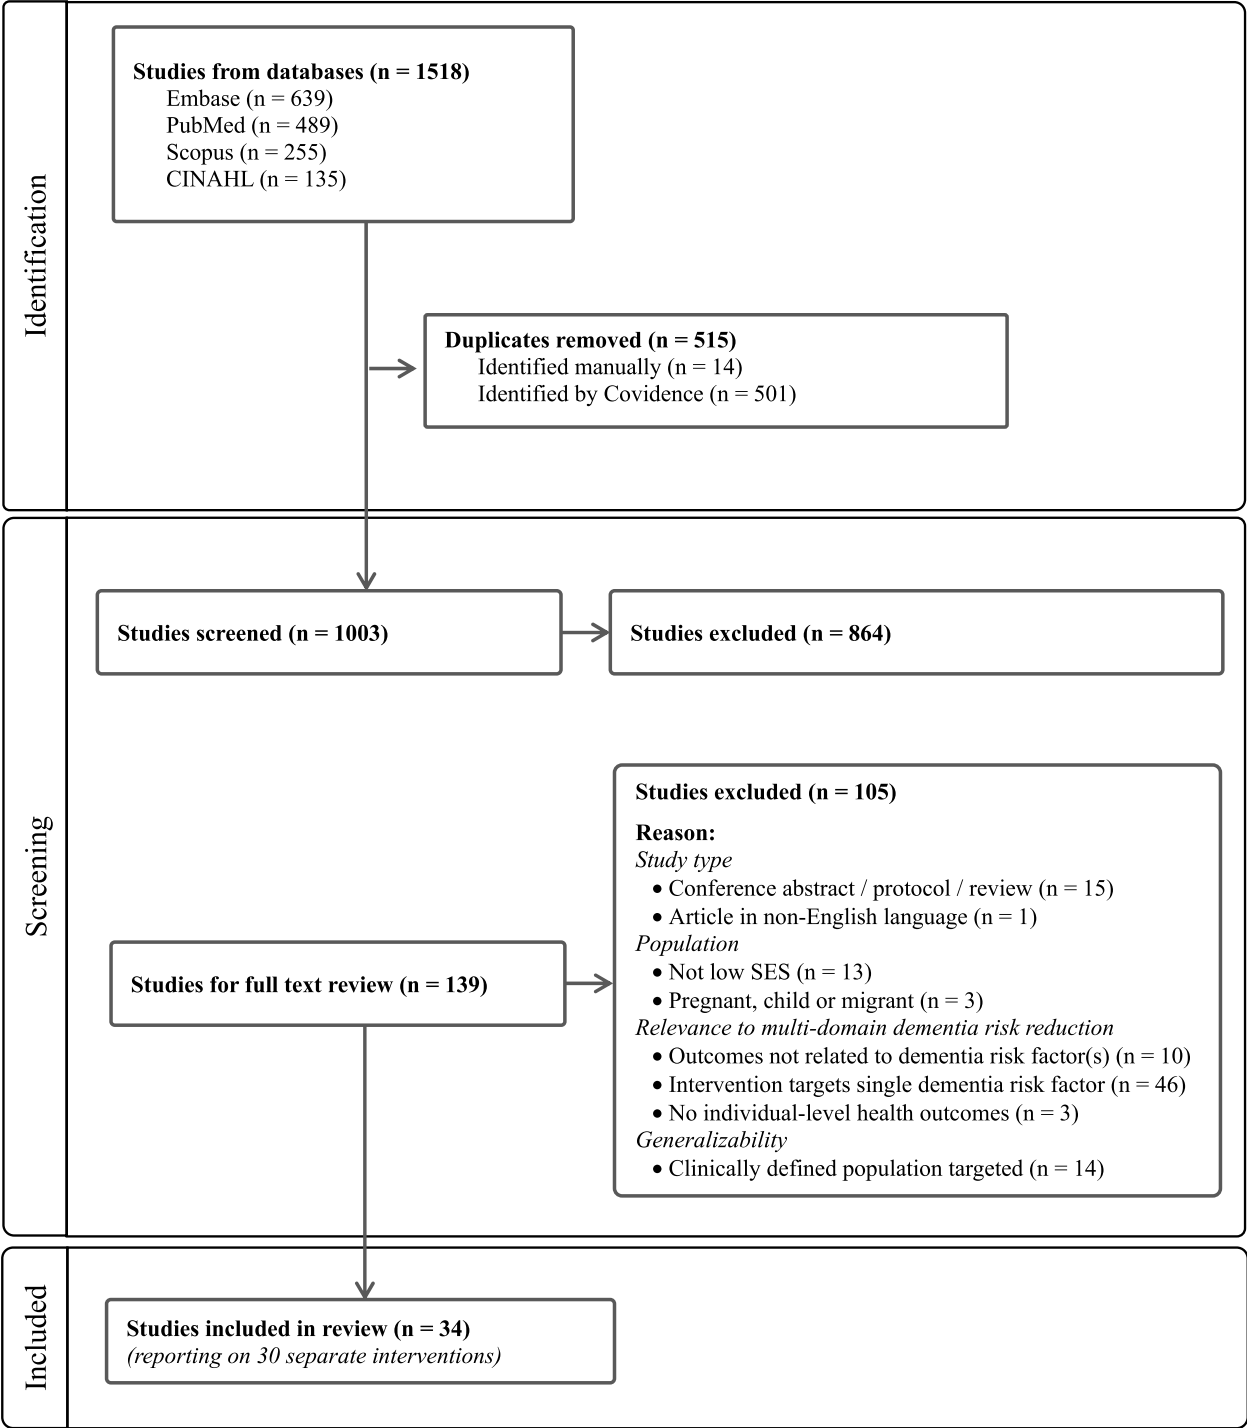 Identification
Studies from databases (n = 1518)
Embase (n = 639)
PubMed (n = 489)
Scopus (n = 255)
CINAHL (n = 135)
Duplicates removed (n = 515)
Identified manually (n = 14)
Identified by Covidence (n = 501)
Screening
Studies screened (n = 1003)
Studies excluded (n = 864)
Studies for full text review (n = 139)
Studies excluded (n = 105)
Reason:
Study type
• Conference abstract / protocol / review (n = 15)
• Article in non-English language (n = 1)
Population
• Not low SES (n = 13)
• Pregnant, child or migrant (n = 3)
Relevance to multi-domain dementia risk reduction
• Outcomes not related to dementia risk factor(s) (n = 10)
• Intervention targets single dementia risk factor (n = 46)
• No individual-level health outcomes (n = 3)
Generalizability
• Clinically defined population targeted (n = 14)
Included
Studies included in review (n = 34)
(reporting on 30 separate interventions)